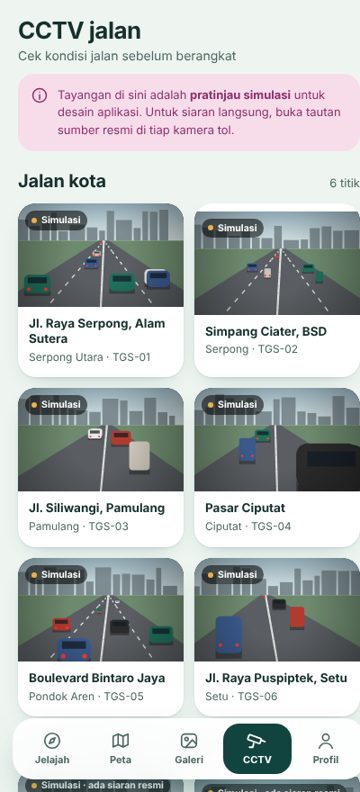 CCTV jalan
Cek kondisi jalan sebelum berangkat
Tayangan di sini adalah pratinjau simulasi untuk
desain aplikasi. Untuk siaran langsung, buka tautan
sumber resmi di tiap kamera tol.
Jalan kota
6 titik
Simulasi
Simulasi
Jl. Raya Serpong, Alam
Sutera
Serpong Utara · TGS-01
Simpang Ciater, BSD
Serpong · TGS-02
Simulasi
Simulasi
Jl. Siliwangi, Pamulang
Pamulang · TGS-03
Pasar Ciputat
Ciputat · TGS-04
Simulasi
Simulasi
Boulevard Bintaro Jaya
Pondok Aren · TGS-05
Jl. Raya Puspiptek, Setu
Setu · TGS-06
Jelajah
Peta
Galeri
CCTV
Profil
Simulasi · ada siaran resmi